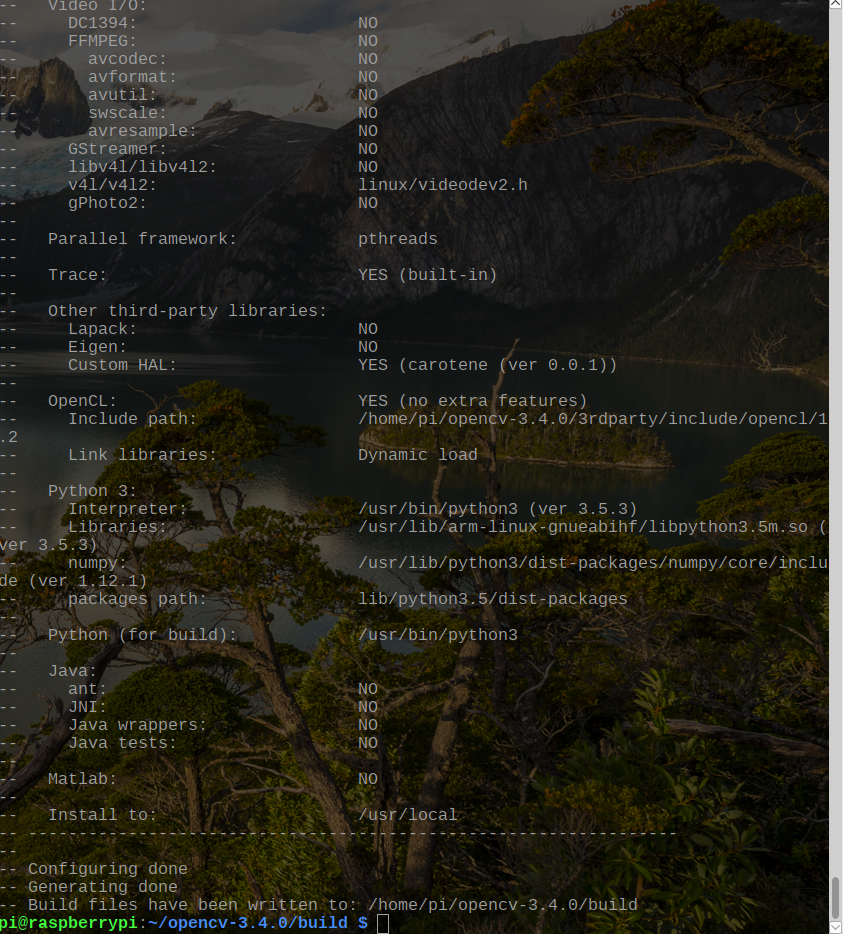 --   Video I/O:
--     DC1394:                      NO
--     FFMPEG:                      NO
--       avcodec:                   NO
--       avformat:                  NO
--       avutil:                    NO
--       swscale:                   NO
--       avresample:                NO
--     GStreamer:                   NO
--     libv4l/libv4l2:              NO
--     v4l/v4l2:                    linux/videodev2.h
--     gPhoto2:                     NO
--
--   Parallel framework:            pthreads
--
--   Trace:                         YES (built-in)
--
--   Other third-party libraries:
--     Lapack:                      NO
--     Eigen:                       NO
--     Custom HAL:                  YES (carotene (ver 0.0.1))
--
--   OpenCL:                        YES (no extra features)
--     Include path:                /home/pi/opencv-3.4.0/3rdparty/include/opencl/1
.2
--     Link libraries:              Dynamic load
--
--   Python 3:
--     Interpreter:                 /usr/bin/python3 (ver 3.5.3)
--     Libraries:                   /usr/lib/arm-linux-gnueabihf/libpython3.5m.so (
ver 3.5.3)
--     numpy:                       /usr/lib/python3/dist-packages/numpy/core/inclu
de (ver 1.12.1)
--     packages path:               lib/python3.5/dist-packages
--
--   Python (for build):            /usr/bin/python3
--
--   Java:
--     ant:                         NO
--     JNI:                         NO
--     Java wrappers:               NO
--     Java tests:                  NO
--
--   Matlab:                        NO
--
--   Install to:                    /usr/local
-- -----------------------------------------------------------------
--
-- Configuring done
-- Generating done
-- Build files have been written to: /home/pi/opencv-3.4.0/build
pi@raspberrypi:~/opencv-3.4.0/build $